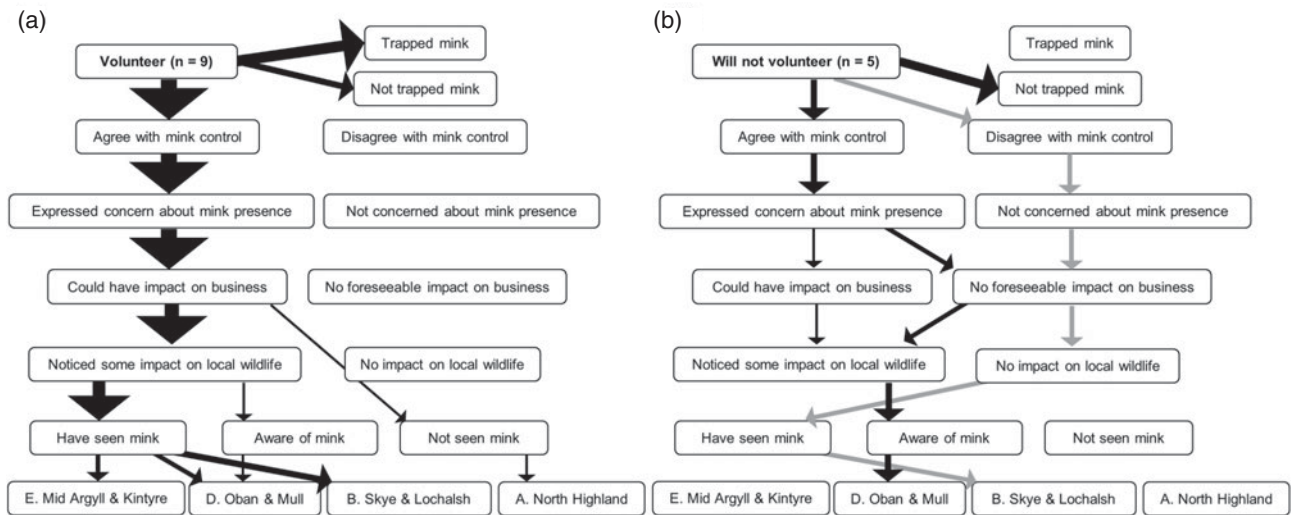 (a)
Volunteer (n = 9)
Trapped mink
Not trapped mink
Agree with mink control
Disagree with mink control
Expressed concern about mink presence
Not concerned about mink presence
Could have impact on business
No foreseeable impact on business
Noticed some impact on local wildlife
No impact on local wildlife
Have seen mink
Aware of mink
Not seen mink
E. Mid Argyll & Kintyre
D. Oban & Mull
B. Skye & Lochalsh
A. North Highland
(b)
Will not volunteer (n = 5)
Trapped mink
Not trapped mink
Agree with mink control
Disagree with mink control
Expressed concern about mink presence
Not concerned about mink presence
Could have impact on business
No foreseeable impact on business
Noticed some impact on local wildlife
No impact on local wildlife
Have seen mink
Aware of mink
Not seen mink
E. Mid Argyll & Kintyre
D. Oban & Mull
B. Skye & Lochalsh
A. North Highland